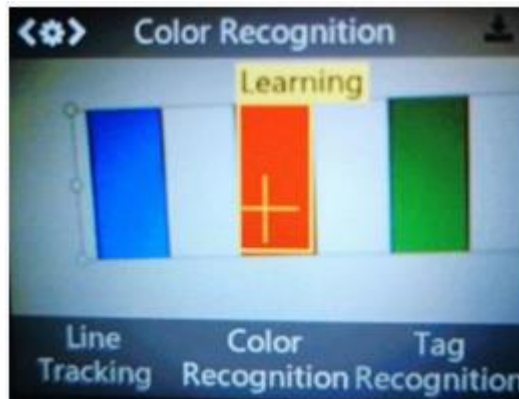 Color Recognition
Learning
Line Tracking
Color Recognition
Tag Recognition